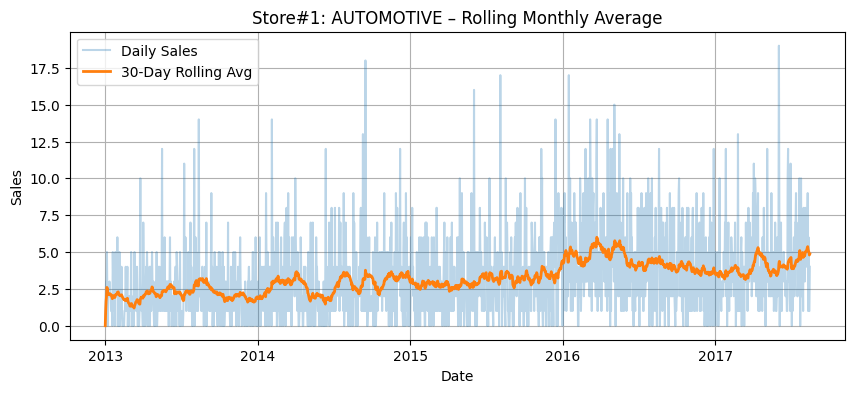 Store#1: AUTOMOTIVE – Rolling Monthly Average
Daily Sales
30-Day Rolling Avg
17.5
15.0
12.5
10.0
7.5
5.0
2.5
0.0
Sales
2013 2014 2015 2016 2017
Date